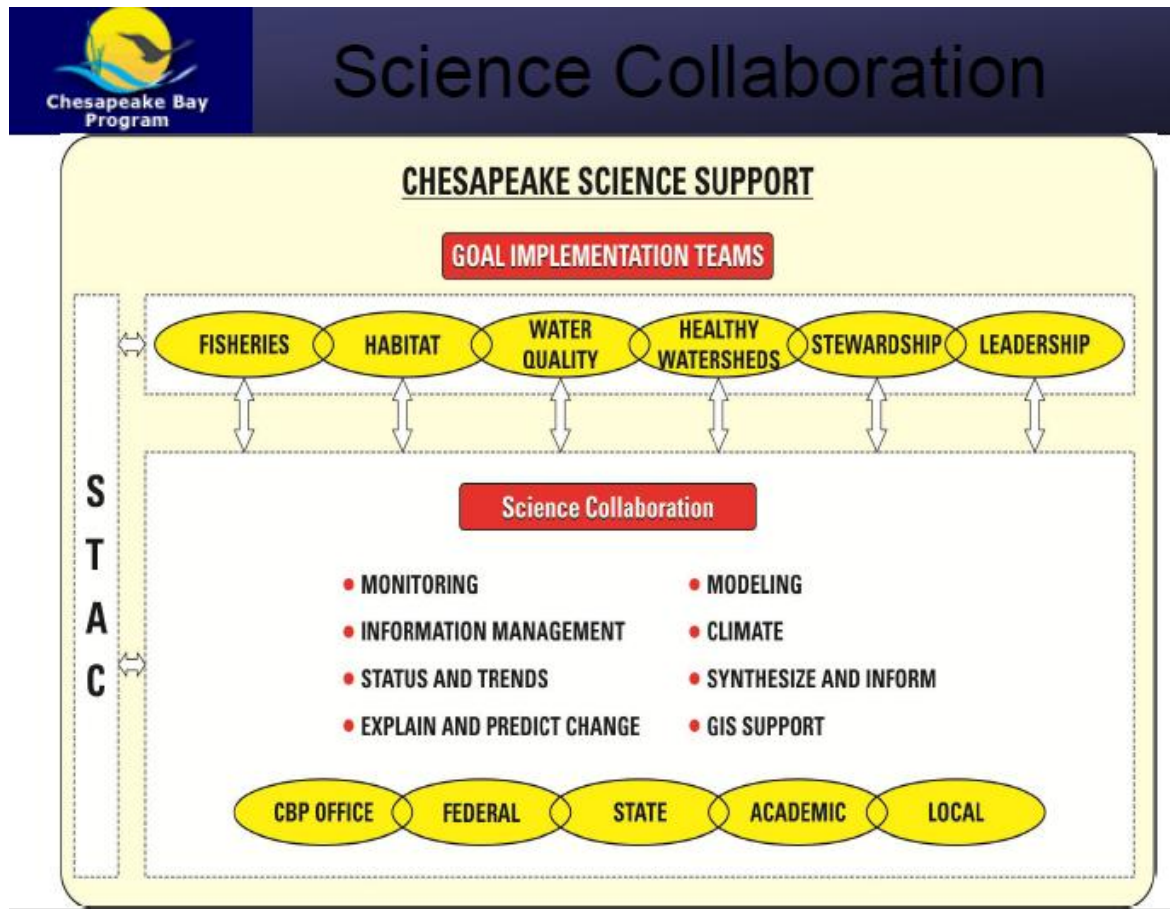 Chesapeake Bay
Program
Science Collaboration
CHESAPEAKE SCIENCE SUPPORT
GOAL IMPLEMENTATION TEAMS
FISHERIES
HABITAT
WATER
QUALITY
HEALTHY
WATERSHEDS
STEWARDSHIP
LEADERSHIP
S
T
A
C
Science Collaboration
• MONITORING
• INFORMATION MANAGEMENT
• STATUS AND TRENDS
• EXPLAIN AND PREDICT CHANGE
• MODELING
• CLIMATE
• SYNTHESIZE AND INFORM
• GIS SUPPORT
CBP OFFICE
FEDERAL
STATE
ACADEMIC
LOCAL